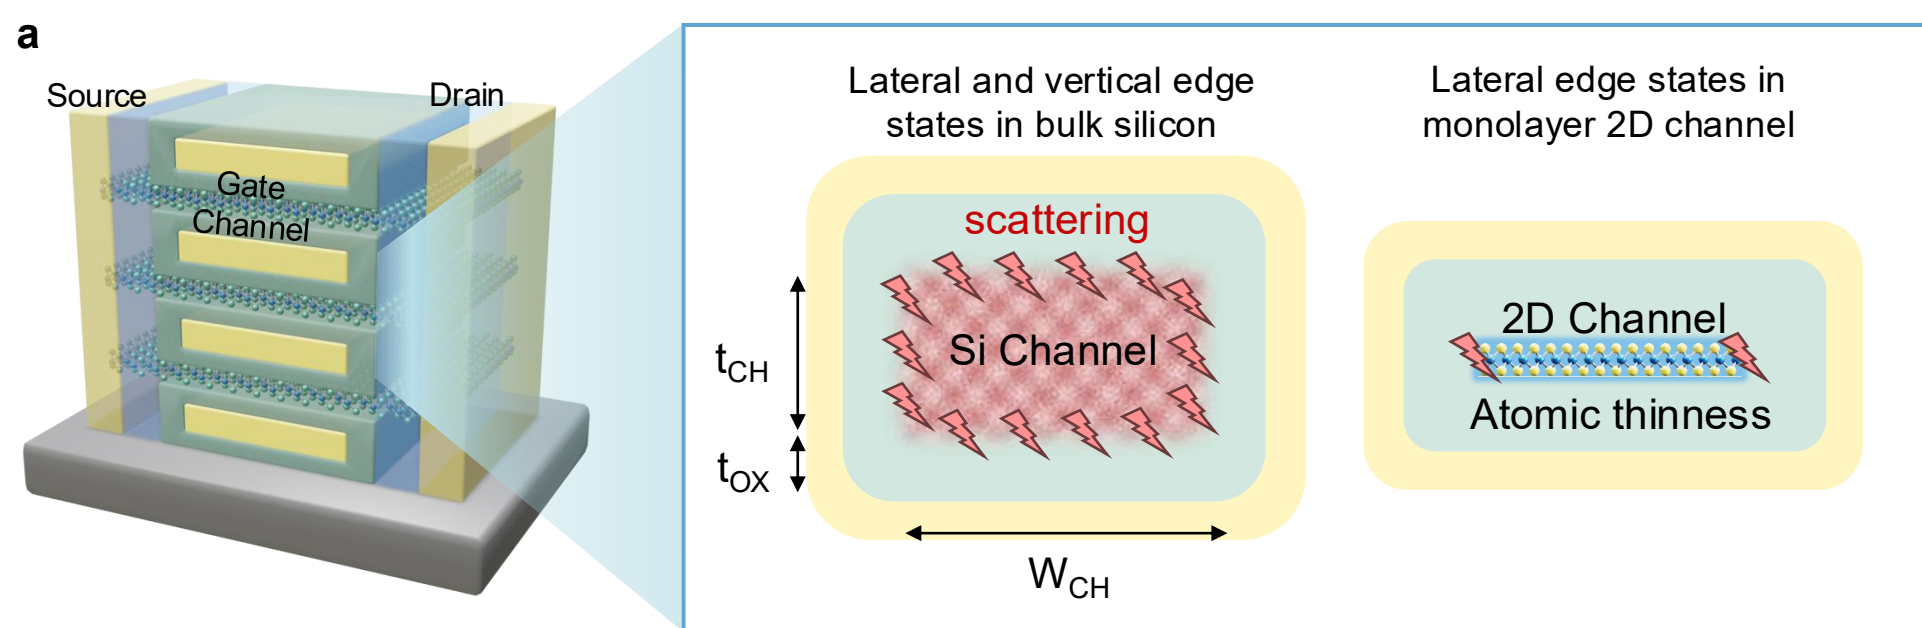 a
Source
Drain
Gate
Channel
Lateral and vertical edge
states in bulk silicon
scattering
Si Channel
tCH
tOX
WCH
Lateral edge states in
monolayer 2D channel
2D Channel
Atomic thinness